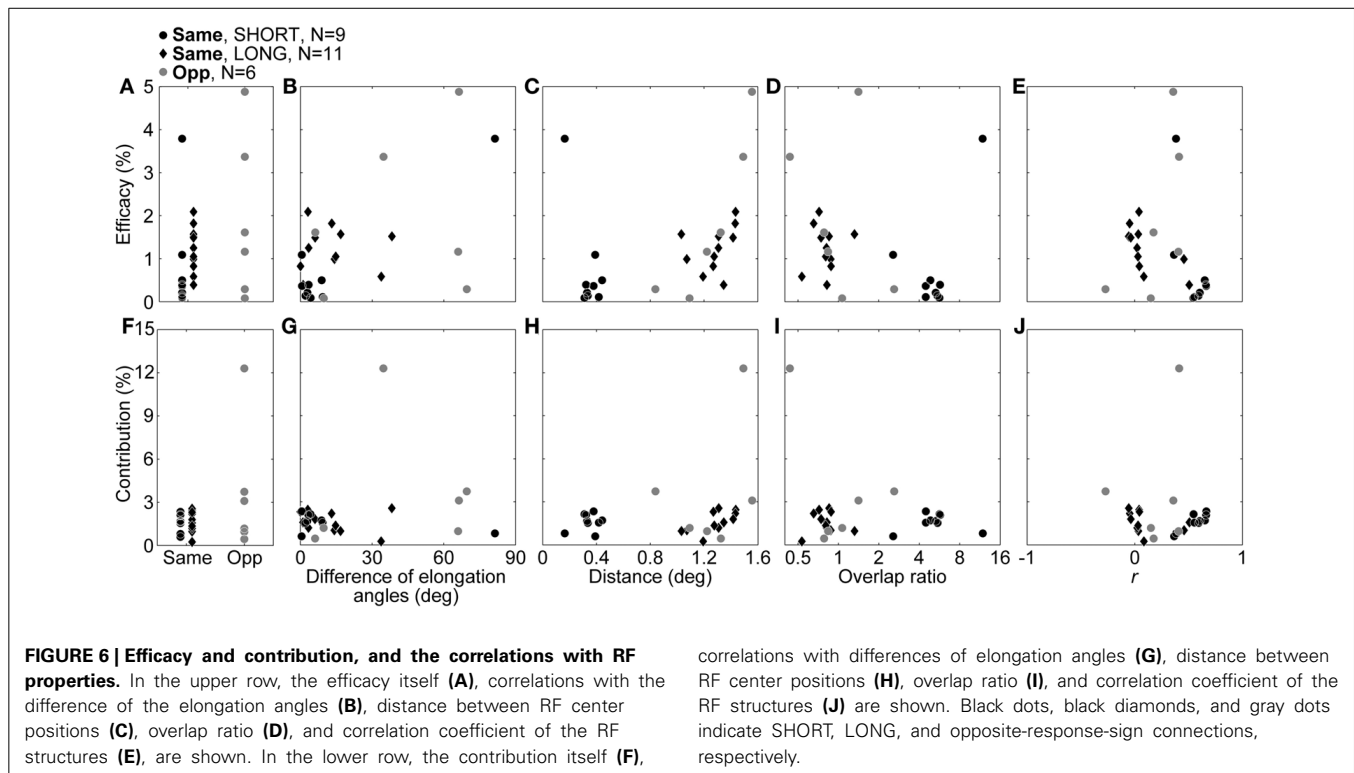 ● Same, SHORT, N=9
♦ Same, LONG, N=11
● Opp, N=6
A B C D E
5
4
3
2
1
0
Efficacy (%)
F G H I J
15
12
9
6
3
0
Contribution (%)
Same Opp
0 30 60 90
Difference of elongation
angles (deg)
0 0.4 0.8 1.2 1.6
Distance (deg)
0.5 1 2 4 8 16
Overlap ratio
-1 0 1
r
FIGURE 6 | Efficacy and contribution, and the correlations with RF
properties. In the upper row, the efficacy itself (A), correlations with the
difference of the elongation angles (B), distance between RF center
positions (C), overlap ratio (D), and correlation coefficient of the RF
structures (E), are shown. In the lower row, the contribution itself (F),
correlations with differences of elongation angles (G), distance between
RF center positions (H), overlap ratio (I), and correlation coefficient of the
RF structures (J) are shown. Black dots, black diamonds, and gray dots
indicate SHORT, LONG, and opposite-response-sign connections,
respectively.